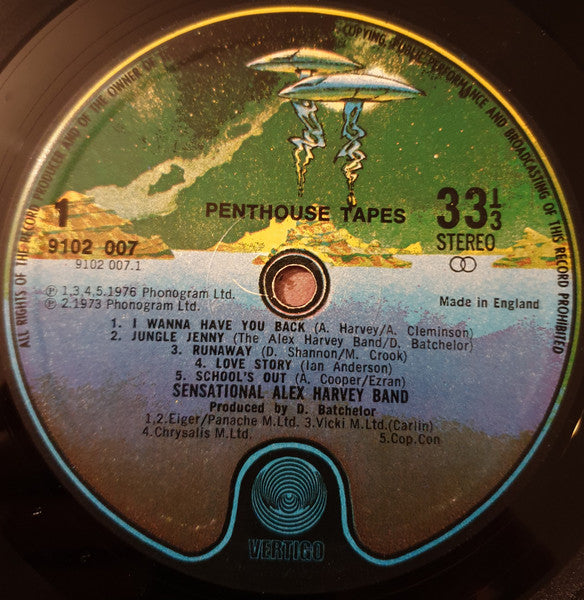 ALL RIGHTS OF THE RECORD PRODUCER AND OF THE OWNER OF
COPYING PUBLIC PERFORMANCE AND BROADCASTING OF THIS RECORD PROHIBITED
1
PENTHOUSE TAPES
33⅓
9102 007
STEREO
9102 007.1
℗ 1,3,4,5.1976 Phonogram Ltd.
Made in England
℗ 2.1973 Phonogram Ltd.
1. I WANNA HAVE YOU BACK (A. Harvey/A. Cleminson)
2. JUNGLE JENNY (The Alex Harvey Band/D. Batchelor)
3. RUNAWAY (D. Shannon/M. Crook)
4. LOVE STORY (Ian Anderson)
5. SCHOOL'S OUT (A. Cooper/Ezran)
SENSATIONAL ALEX HARVEY BAND
Produced by D. Batchelor
1,2.Eiger/Panache M.Ltd. 3.Vicki M.Ltd.(Carlin)
4.Chrysalis M.Ltd. 5.Cop.Con
VERTIGO